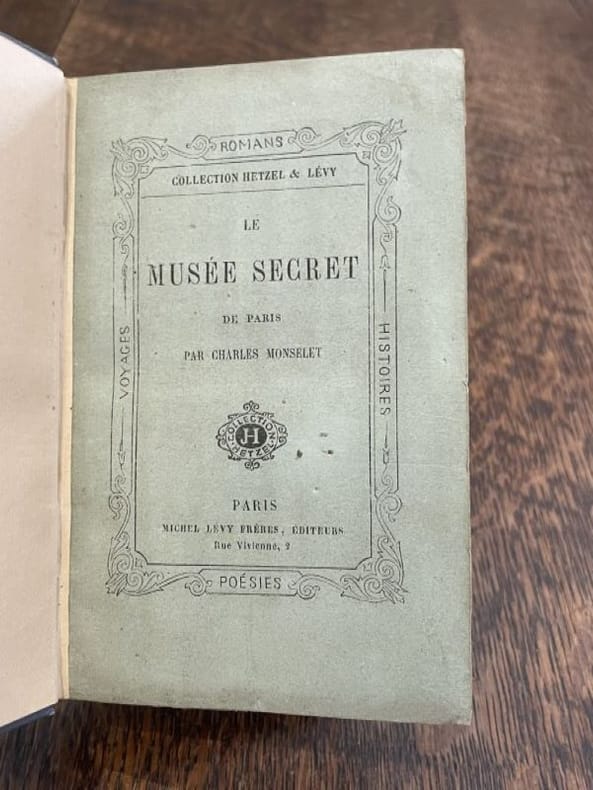 ROMANS
COLLECTION HETZEL & LÉVY
LE
MUSÉE SECRET
DE PARIS
PAR CHARLES MONSELET
VOYAGES
HISTOIRES
COLLECTION
H
HETZEL
PARIS
MICHEL LÉVY FRÈRES, ÉDITEURS
Rue Vivienne, 2
POÉSIES